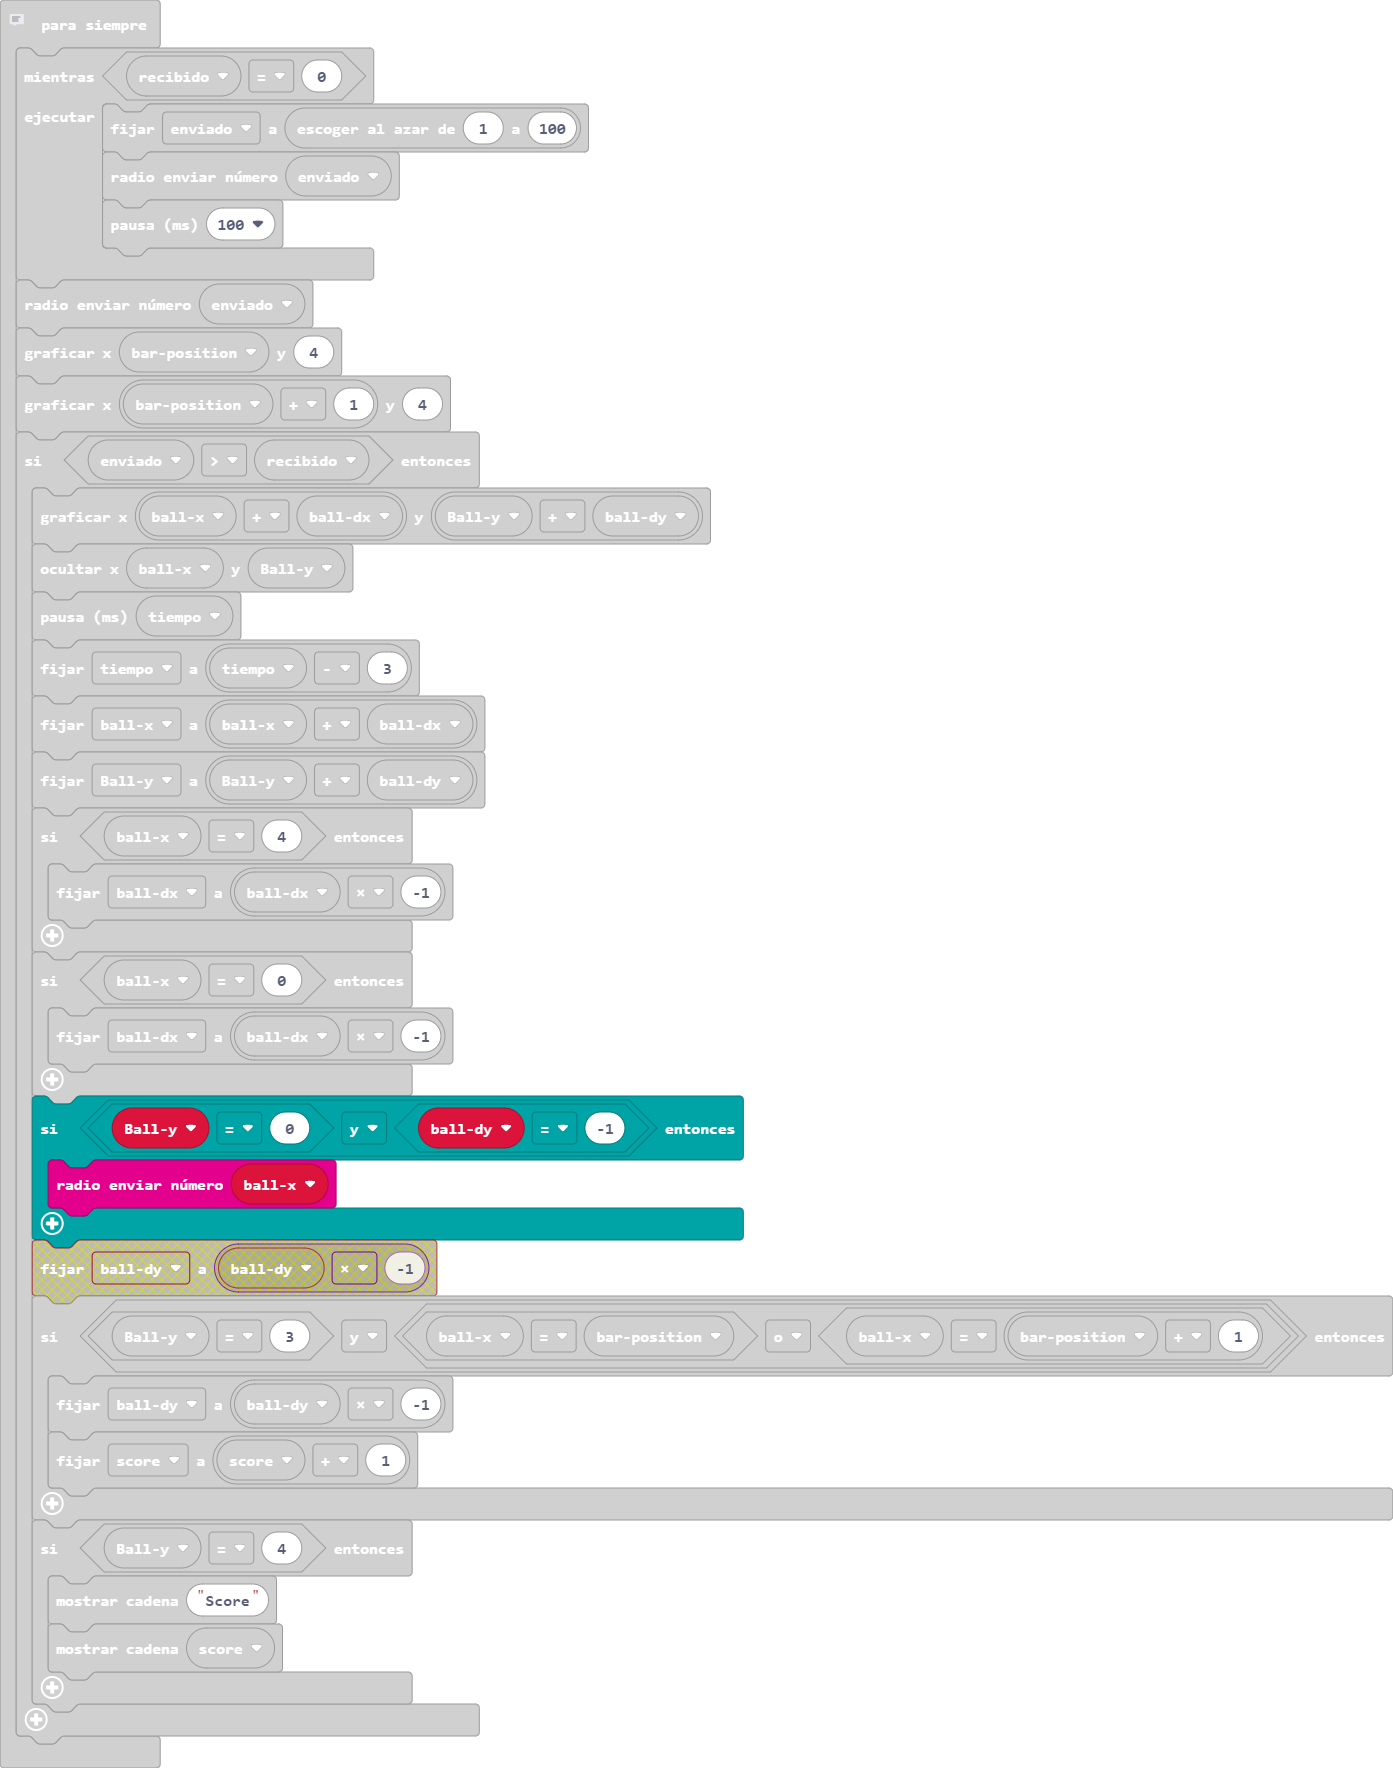 para siempre
mientras recibido = 0
ejecutar
fijar enviado a escoger al azar de 1 a 100
radio enviar número enviado
pausa (ms) 100
radio enviar número enviado
graficar x bar-position y 4
graficar x bar-position + 1 y 4
si enviado > recibido entonces
graficar x ball-x + ball-dx y Ball-y + ball-dy
ocultar x ball-x y Ball-y
pausa (ms) tiempo
fijar tiempo a tiempo - 3
fijar ball-x a ball-x + ball-dx
fijar Ball-y a Ball-y + ball-dy
si ball-x = 4 entonces
fijar ball-dx a ball-dx × -1
si ball-x = 0 entonces
fijar ball-dx a ball-dx × -1
si Ball-y = 0 y ball-dy = -1 entonces
radio enviar número ball-x
fijar ball-dy a ball-dy × -1
si Ball-y = 3 y ball-x = bar-position o ball-x = bar-position + 1 entonces
fijar ball-dy a ball-dy × -1
fijar score a score + 1
si Ball-y = 4 entonces
mostrar cadena "Score"
mostrar cadena score